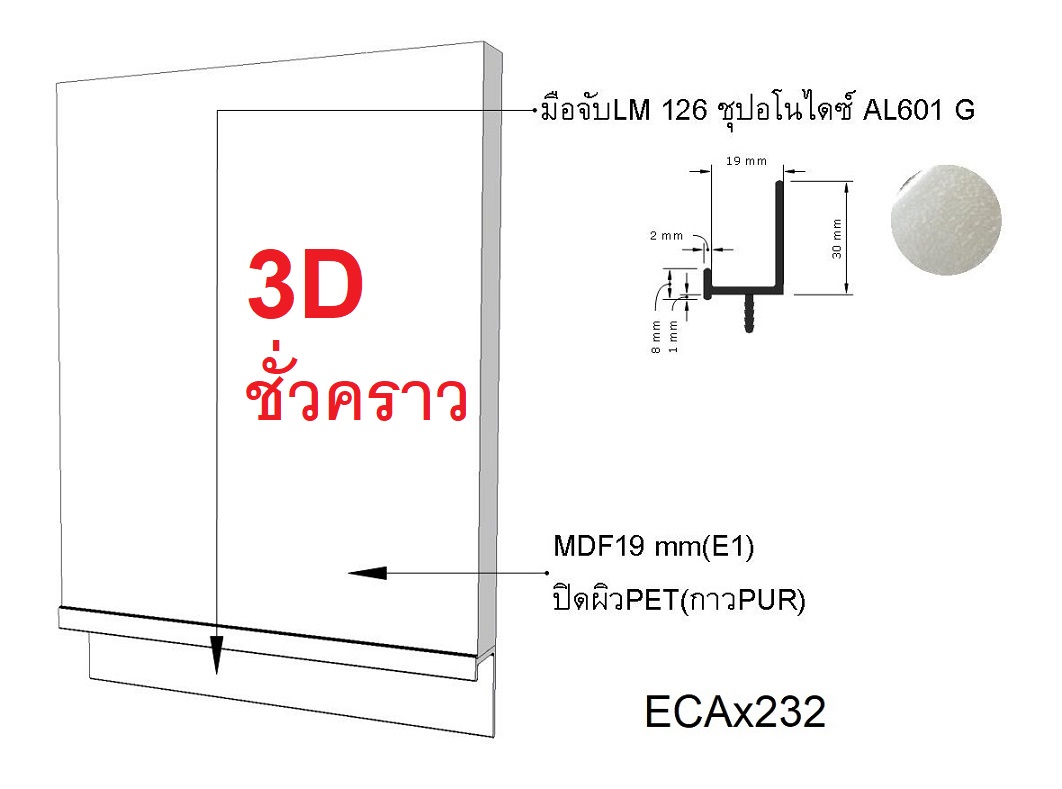 มือจับLM 126 ชุปอโนไดซ์ AL601 G
19 mm
2 mm
30 mm
8 mm
1 mm
3D
ชั่วคราว
MDF19 mm(E1)
ปิดผิวPET(กาวPUR)
ECAx232